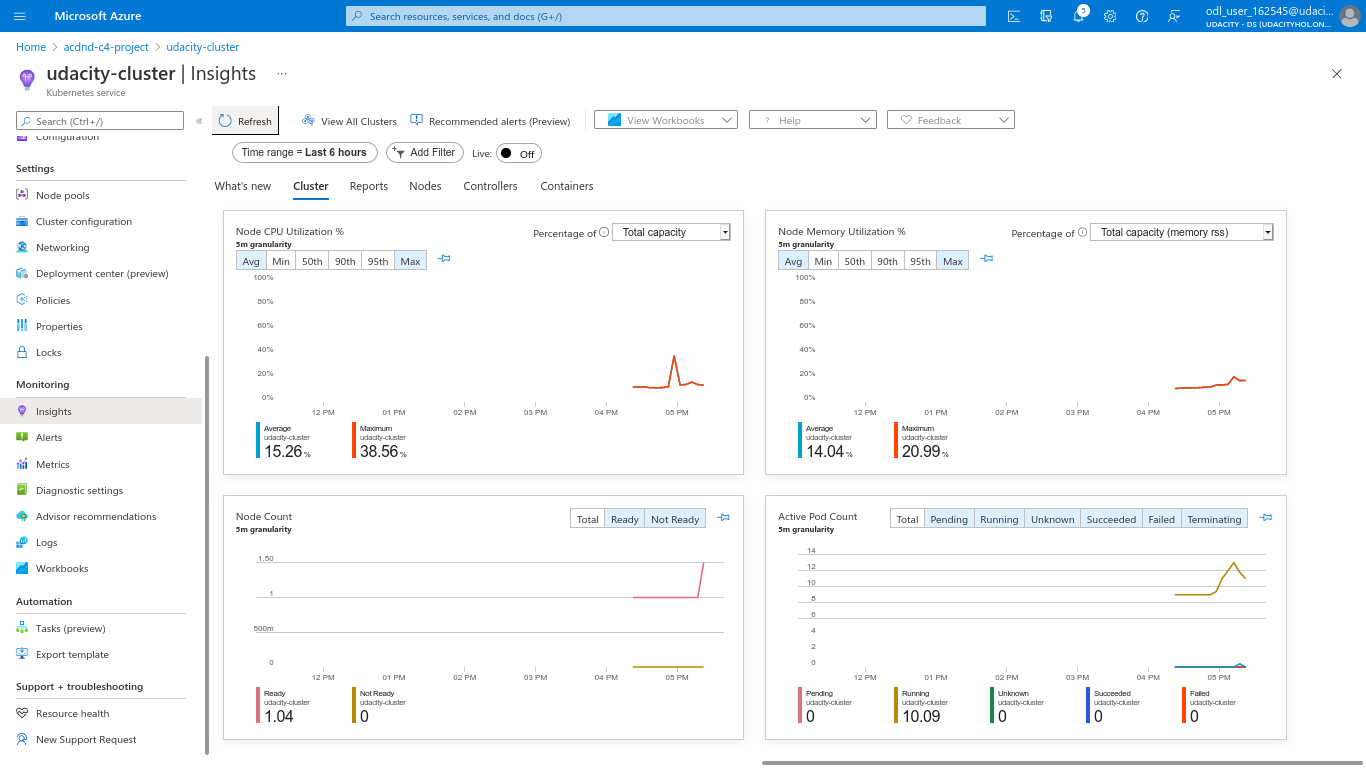 Microsoft Azure
Search resources, services, and docs (G+/)
5
odl_user_162545@udaci...
UDACITY - DS (UDACITYHOL.ON...
Home > acdnd-c4-project > udacity-cluster
udacity-cluster | Insights ...
Kubernetes service
Search (Ctrl+/)
«
Configuration
Settings
Node pools
Cluster configuration
Networking
Deployment center (preview)
Policies
Properties
Locks
Monitoring
Insights
Alerts
Metrics
Diagnostic settings
Advisor recommendations
Logs
Workbooks
Automation
Tasks (preview)
Export template
Support + troubleshooting
Resource health
New Support Request
Refresh
View All Clusters
Recommended alerts (Preview)
View Workbooks
? Help
Feedback
Time range = Last 6 hours
Add Filter
Live: Off
What's new
Cluster
Reports
Nodes
Controllers
Containers
Node CPU Utilization %
5m granularity
Percentage of Total capacity
Avg Min 50th 90th 95th Max
100%
80%
60%
40%
20%
0%
12 PM 01 PM 02 PM 03 PM 04 PM 05 PM
Average
udacity-cluster
15.26 %
Maximum
udacity-cluster
38.56 %
Node Memory Utilization %
5m granularity
Percentage of Total capacity (memory rss)
Avg Min 50th 90th 95th Max
100%
80%
60%
40%
20%
0%
12 PM 01 PM 02 PM 03 PM 04 PM 05 PM
Average
udacity-cluster
14.04 %
Maximum
udacity-cluster
20.99 %
Node Count
5m granularity
Total Ready Not Ready
1.50
1
500m
0
12 PM 01 PM 02 PM 03 PM 04 PM 05 PM
Ready
udacity-cluster
1.04
Not Ready
udacity-cluster
0
Active Pod Count
5m granularity
Total Pending Running Unknown Succeeded Failed Terminating
14
12
10
8
6
4
2
0
12 PM 01 PM 02 PM 03 PM 04 PM 05 PM
Pending
udacity-cluster
0
Running
udacity-cluster
10.09
Unknown
udacity-cluster
0
Succeeded
udacity-cluster
0
Failed
udacity-cluster
0